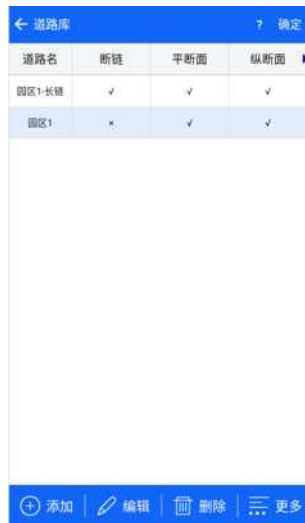 ← 道路库 ? 确定
道路名 断链 平断面 纵断面
园区1-长链 √ √ √
园区1 × √ √
添加 编辑 删除 更多